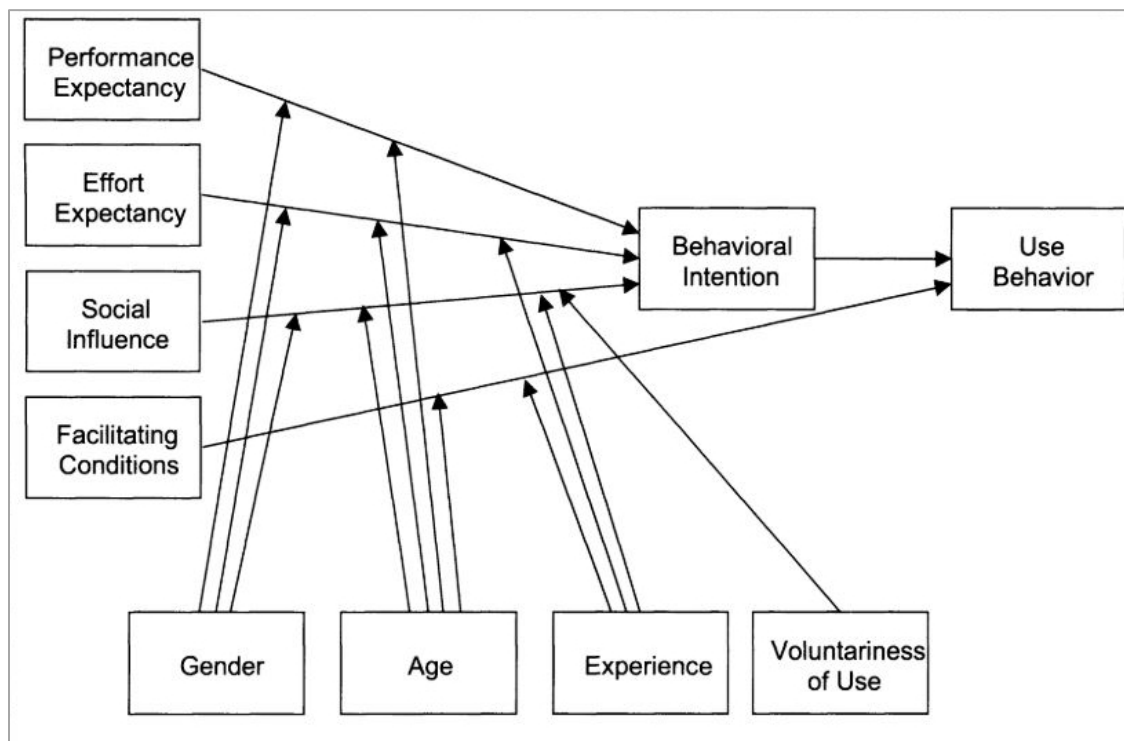 Performance
Expectancy
Effort
Expectancy
Social
Influence
Facilitating
Conditions
Behavioral
Intention
Use
Behavior
Gender
Age
Experience
Voluntariness
of Use